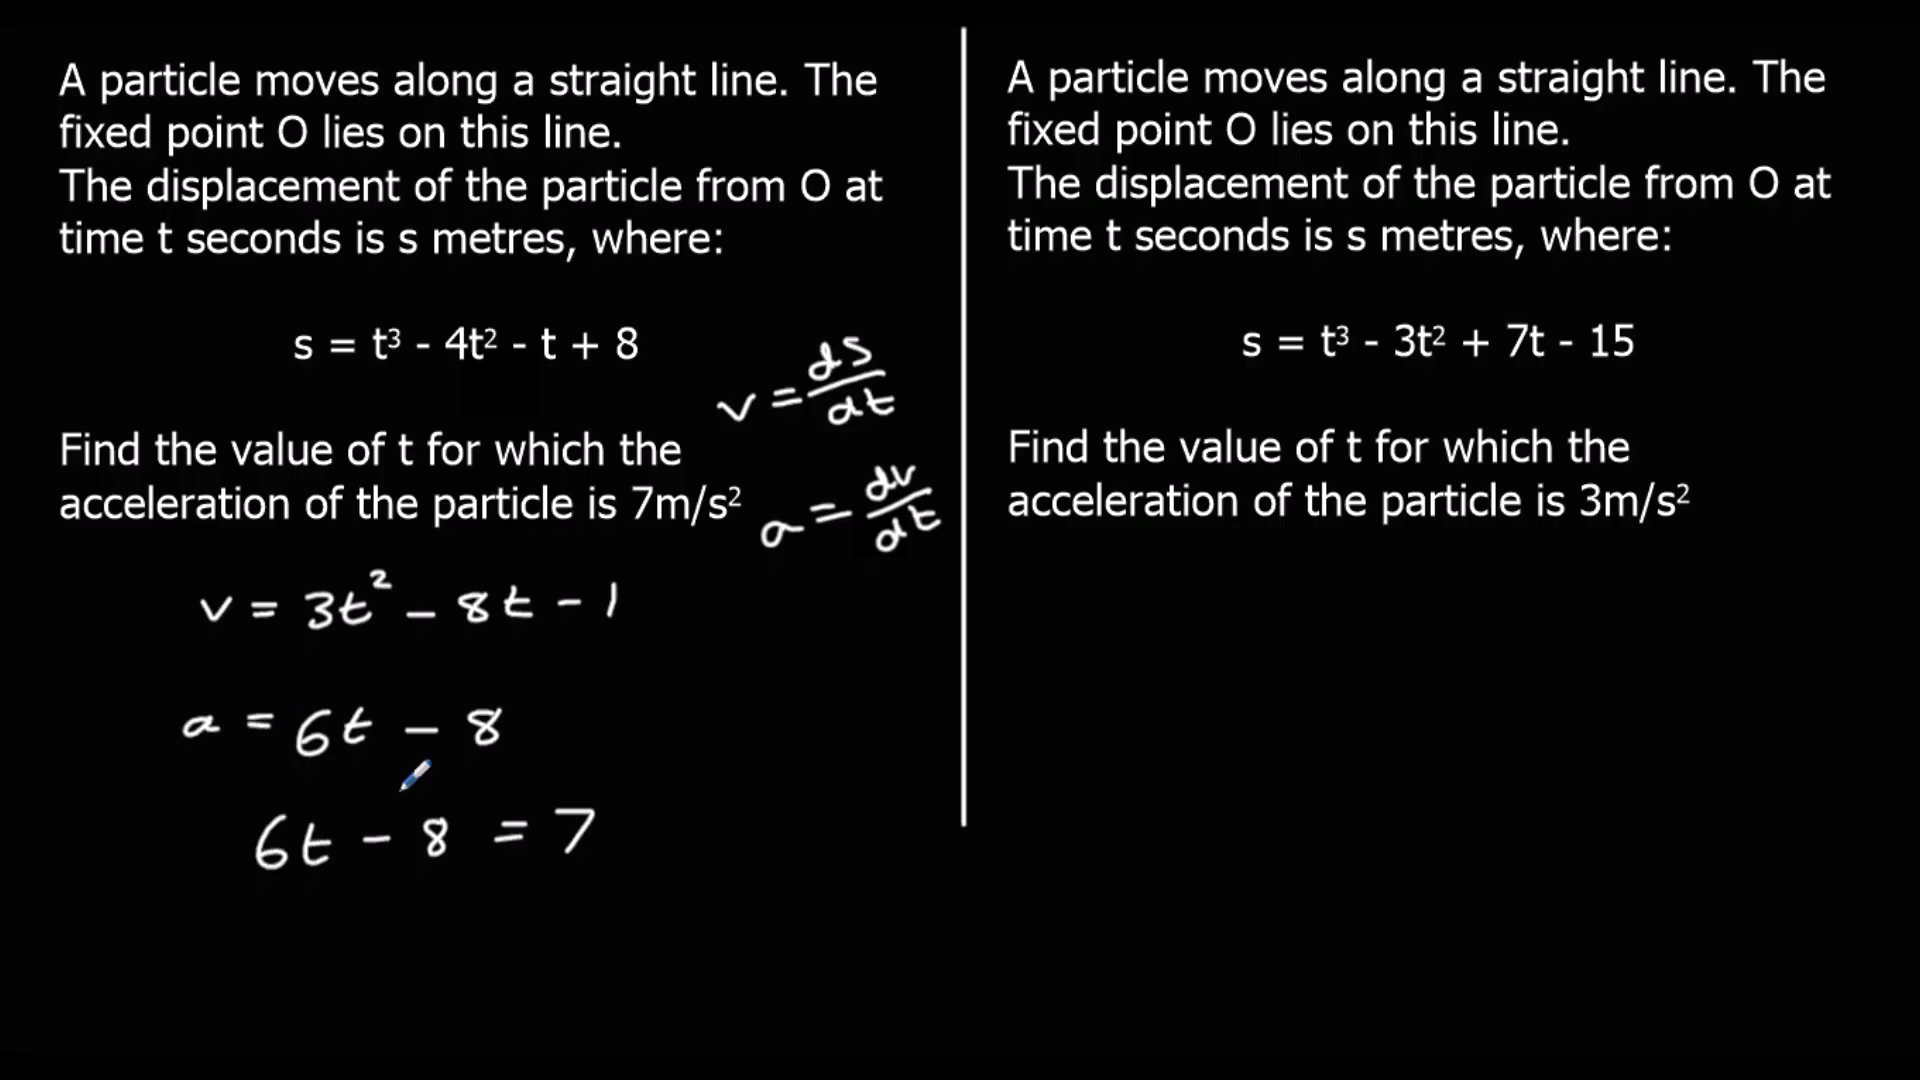 A particle moves along a straight line. The
fixed point O lies on this line.
The displacement of the particle from O at
time t seconds is s metres, where:
s = t³ - 4t² - t + 8
v = ds/dt
Find the value of t for which the
acceleration of the particle is 7m/s²
a = dv/dt
v = 3t² - 8t - 1
a = 6t - 8
6t - 8 = 7
A particle moves along a straight line. The
fixed point O lies on this line.
The displacement of the particle from O at
time t seconds is s metres, where:
s = t³ - 3t² + 7t - 15
Find the value of t for which the
acceleration of the particle is 3m/s²